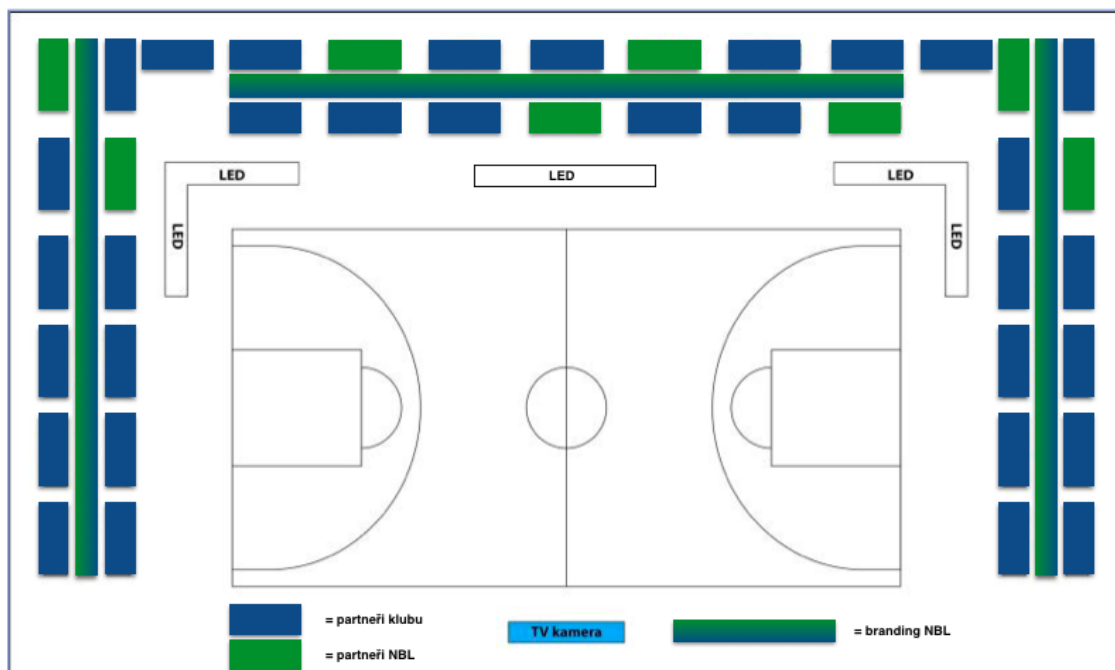 LED
LED
LED
LED
LED
= partneři klubu
= partneři NBL
TV kamera
= branding NBL